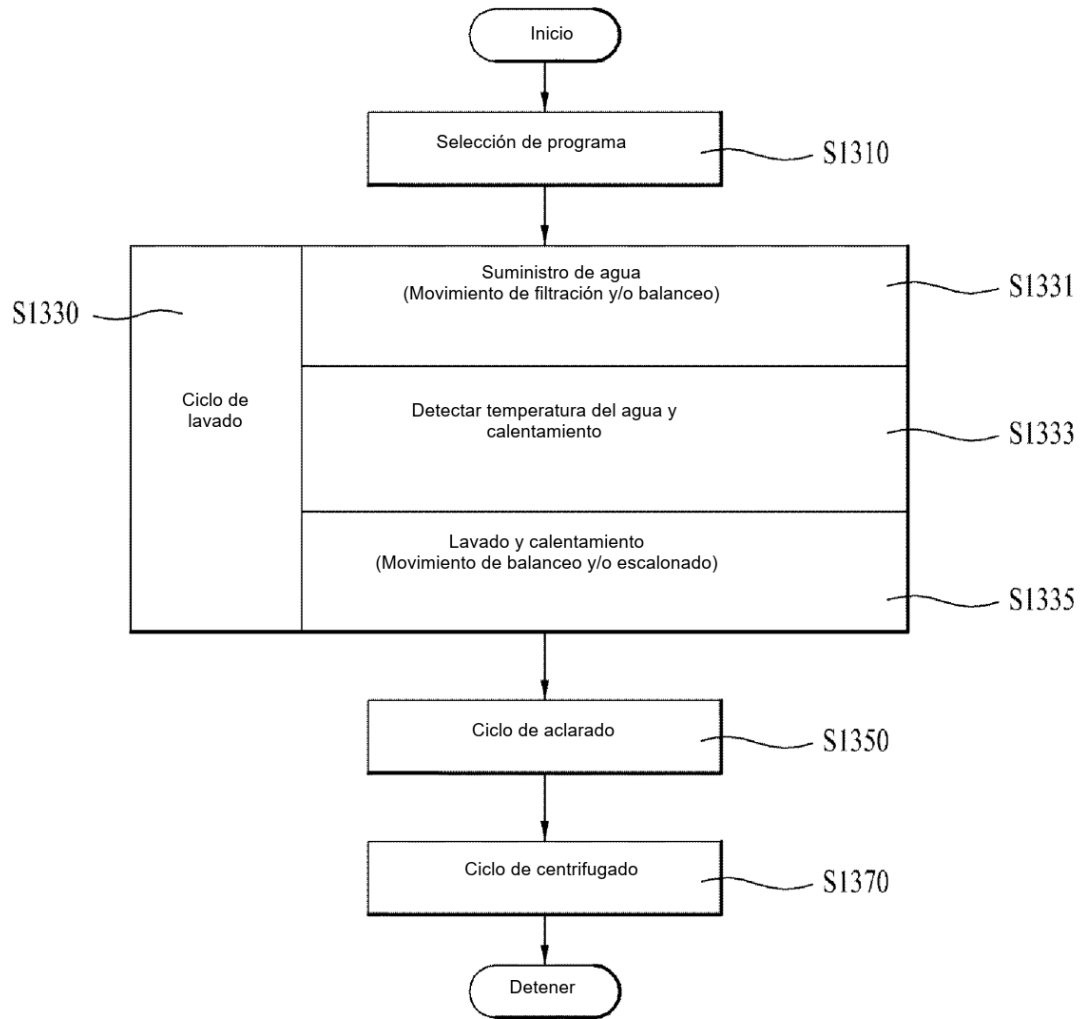 Inicio
Selección de programa
S1310
Suministro de agua
(Movimiento de filtración y/o balanceo)
S1331
S1330
Ciclo de
lavado
Detectar temperatura del agua y
calentamiento
S1333
Lavado y calentamiento
(Movimiento de balanceo y/o escalonado)
S1335
Ciclo de aclarado
S1350
Ciclo de centrifugado
S1370
Detener